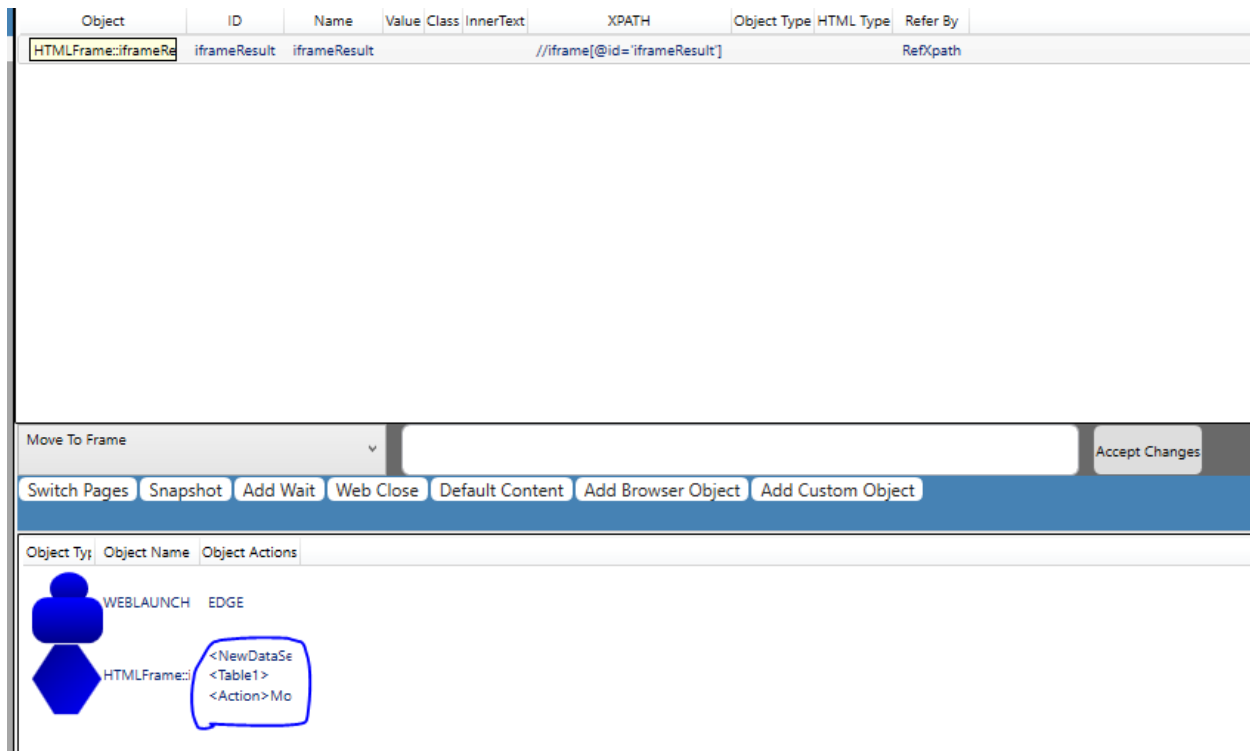 Object ID Name Value Class InnerText XPATH Object Type HTML Type Refer By
HTMLFrame::iframeRe iframeResult iframeResult //iframe[@id='iframeResult'] RefXpath
Move To Frame
Accept Changes
Switch Pages Snapshot Add Wait Web Close Default Content Add Browser Object Add Custom Object
Object Typ Object Name Object Actions
WEBLAUNCH EDGE
HTMLFrame::i
<NewDataSe
<Table1>
<Action>Mo